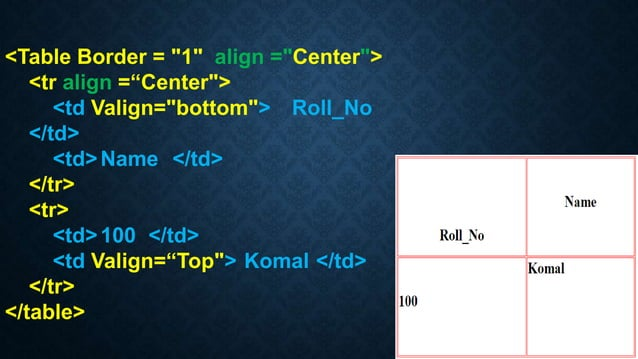 <Table Border = "1" align ="Center">
<tr align =“Center">
<td Valign="bottom"> Roll_No
</td>
<td> Name </td>
</tr>
<tr>
<td> 100 </td>
<td Valign=“Top"> Komal </td>
</tr>
</table>
Name
Roll_No
Komal
100